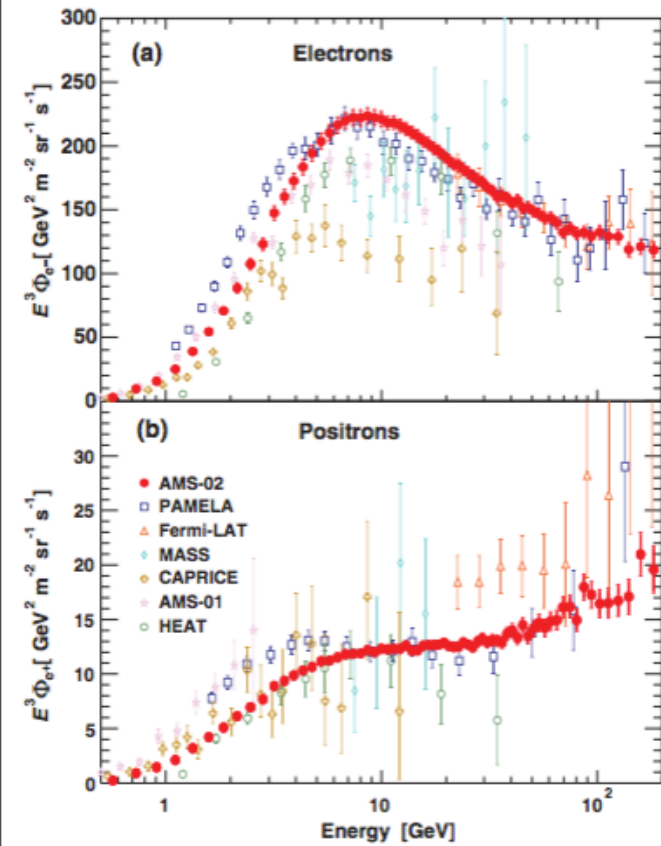 300
(a)
Electrons
250
200
150
100
50
0
E³Φₑ-[ GeV² m⁻² sr⁻¹ s⁻¹ ]
(b)
Positrons
AMS-02
PAMELA
Fermi-LAT
MASS
CAPRICE
AMS-01
HEAT
30
25
20
15
10
5
0
E³Φₑ+[ GeV² m⁻² sr⁻¹ s⁻¹ ]
1
10
10²
Energy [GeV]